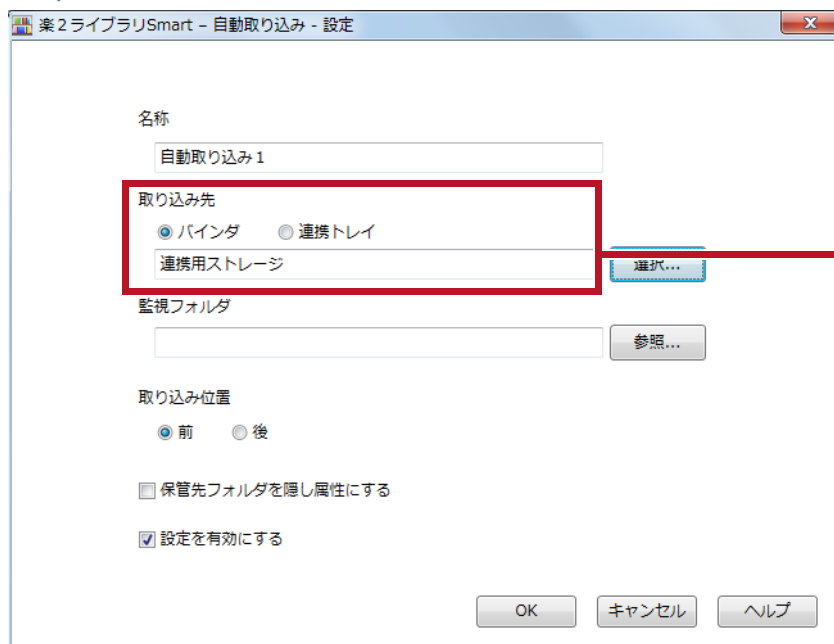 楽2ライブラリSmart – 自動取り込み - 設定
名称
自動取り込み1
取り込み先
バインダ 連携トレイ
連携用ストレージ 選択...
監視フォルダ
参照...
取り込み位置
前 後
保管先フォルダを隠し属性にする
設定を有効にする
OK キャンセル ヘルプ